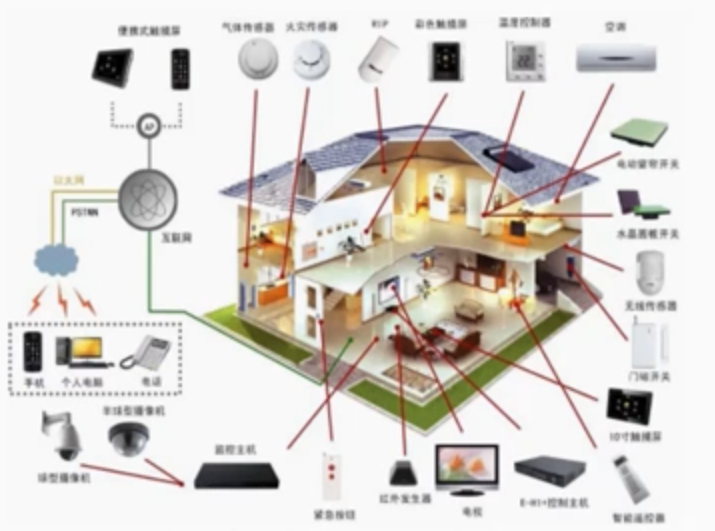 便携式触摸屏
气体传感器
火灾传感器
彩色触摸屏
温度控制器
空调
AP
以太网
PSTNN
互联网
电动窗帘开关
水晶面板开关
无线传感器
门磁开关
手机
个人电脑
电话
半球型摄像机
球型摄像机
监控主机
紧急按钮
红外发生器
电视
控制主机
10寸触摸屏
智能遥控器